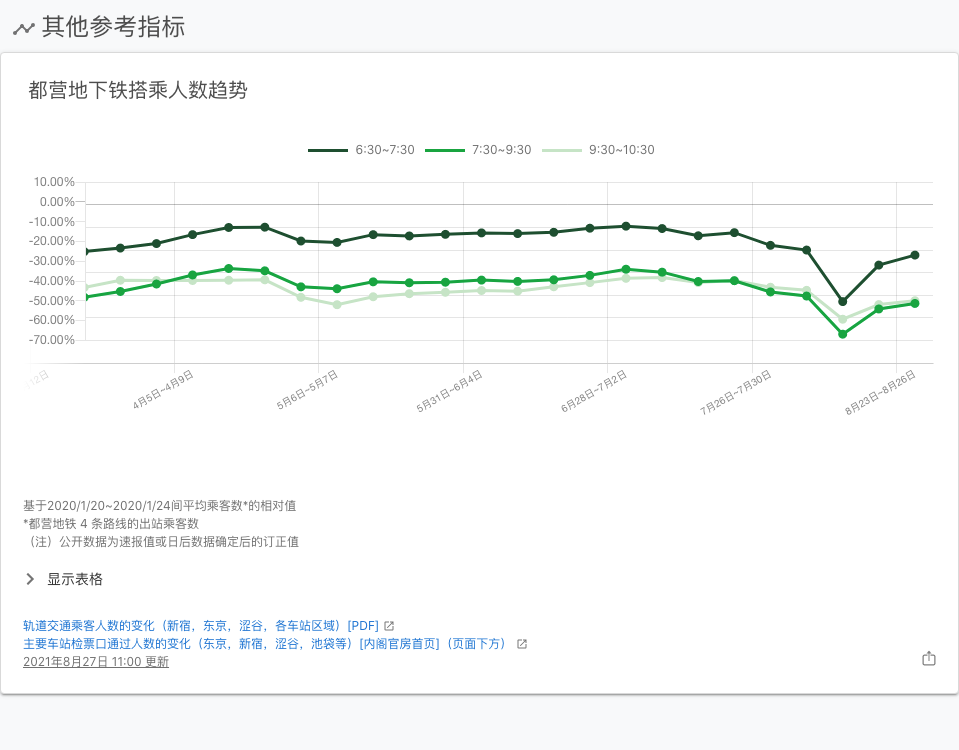 其他参考指标
都营地下铁搭乘人数趋势
6:30~7:30 7:30~9:30 9:30~10:30
10.00%
0.00%
-10.00%
-20.00%
-30.00%
-40.00%
-50.00%
-60.00%
-70.00%
12日 4月5日~4月9日 5月6日~5月7日 5月31日~6月4日 6月28日~7月2日 7月26日~7月30日 8月23日~8月26日
基于2020/1/20~2020/1/24间平均乘客数*的相对值
*都营地铁 4 条路线的出站乘客数
（注）公开数据为速报值或日后数据确定后的订正值
显示表格
轨道交通乘客人数的变化（新宿，东京，涩谷，各车站区域）[PDF]
主要车站检票口通过人数的变化（东京，新宿，涩谷，池袋等）[内阁官房首页]（页面下方）
2021年8月27日 11:00 更新